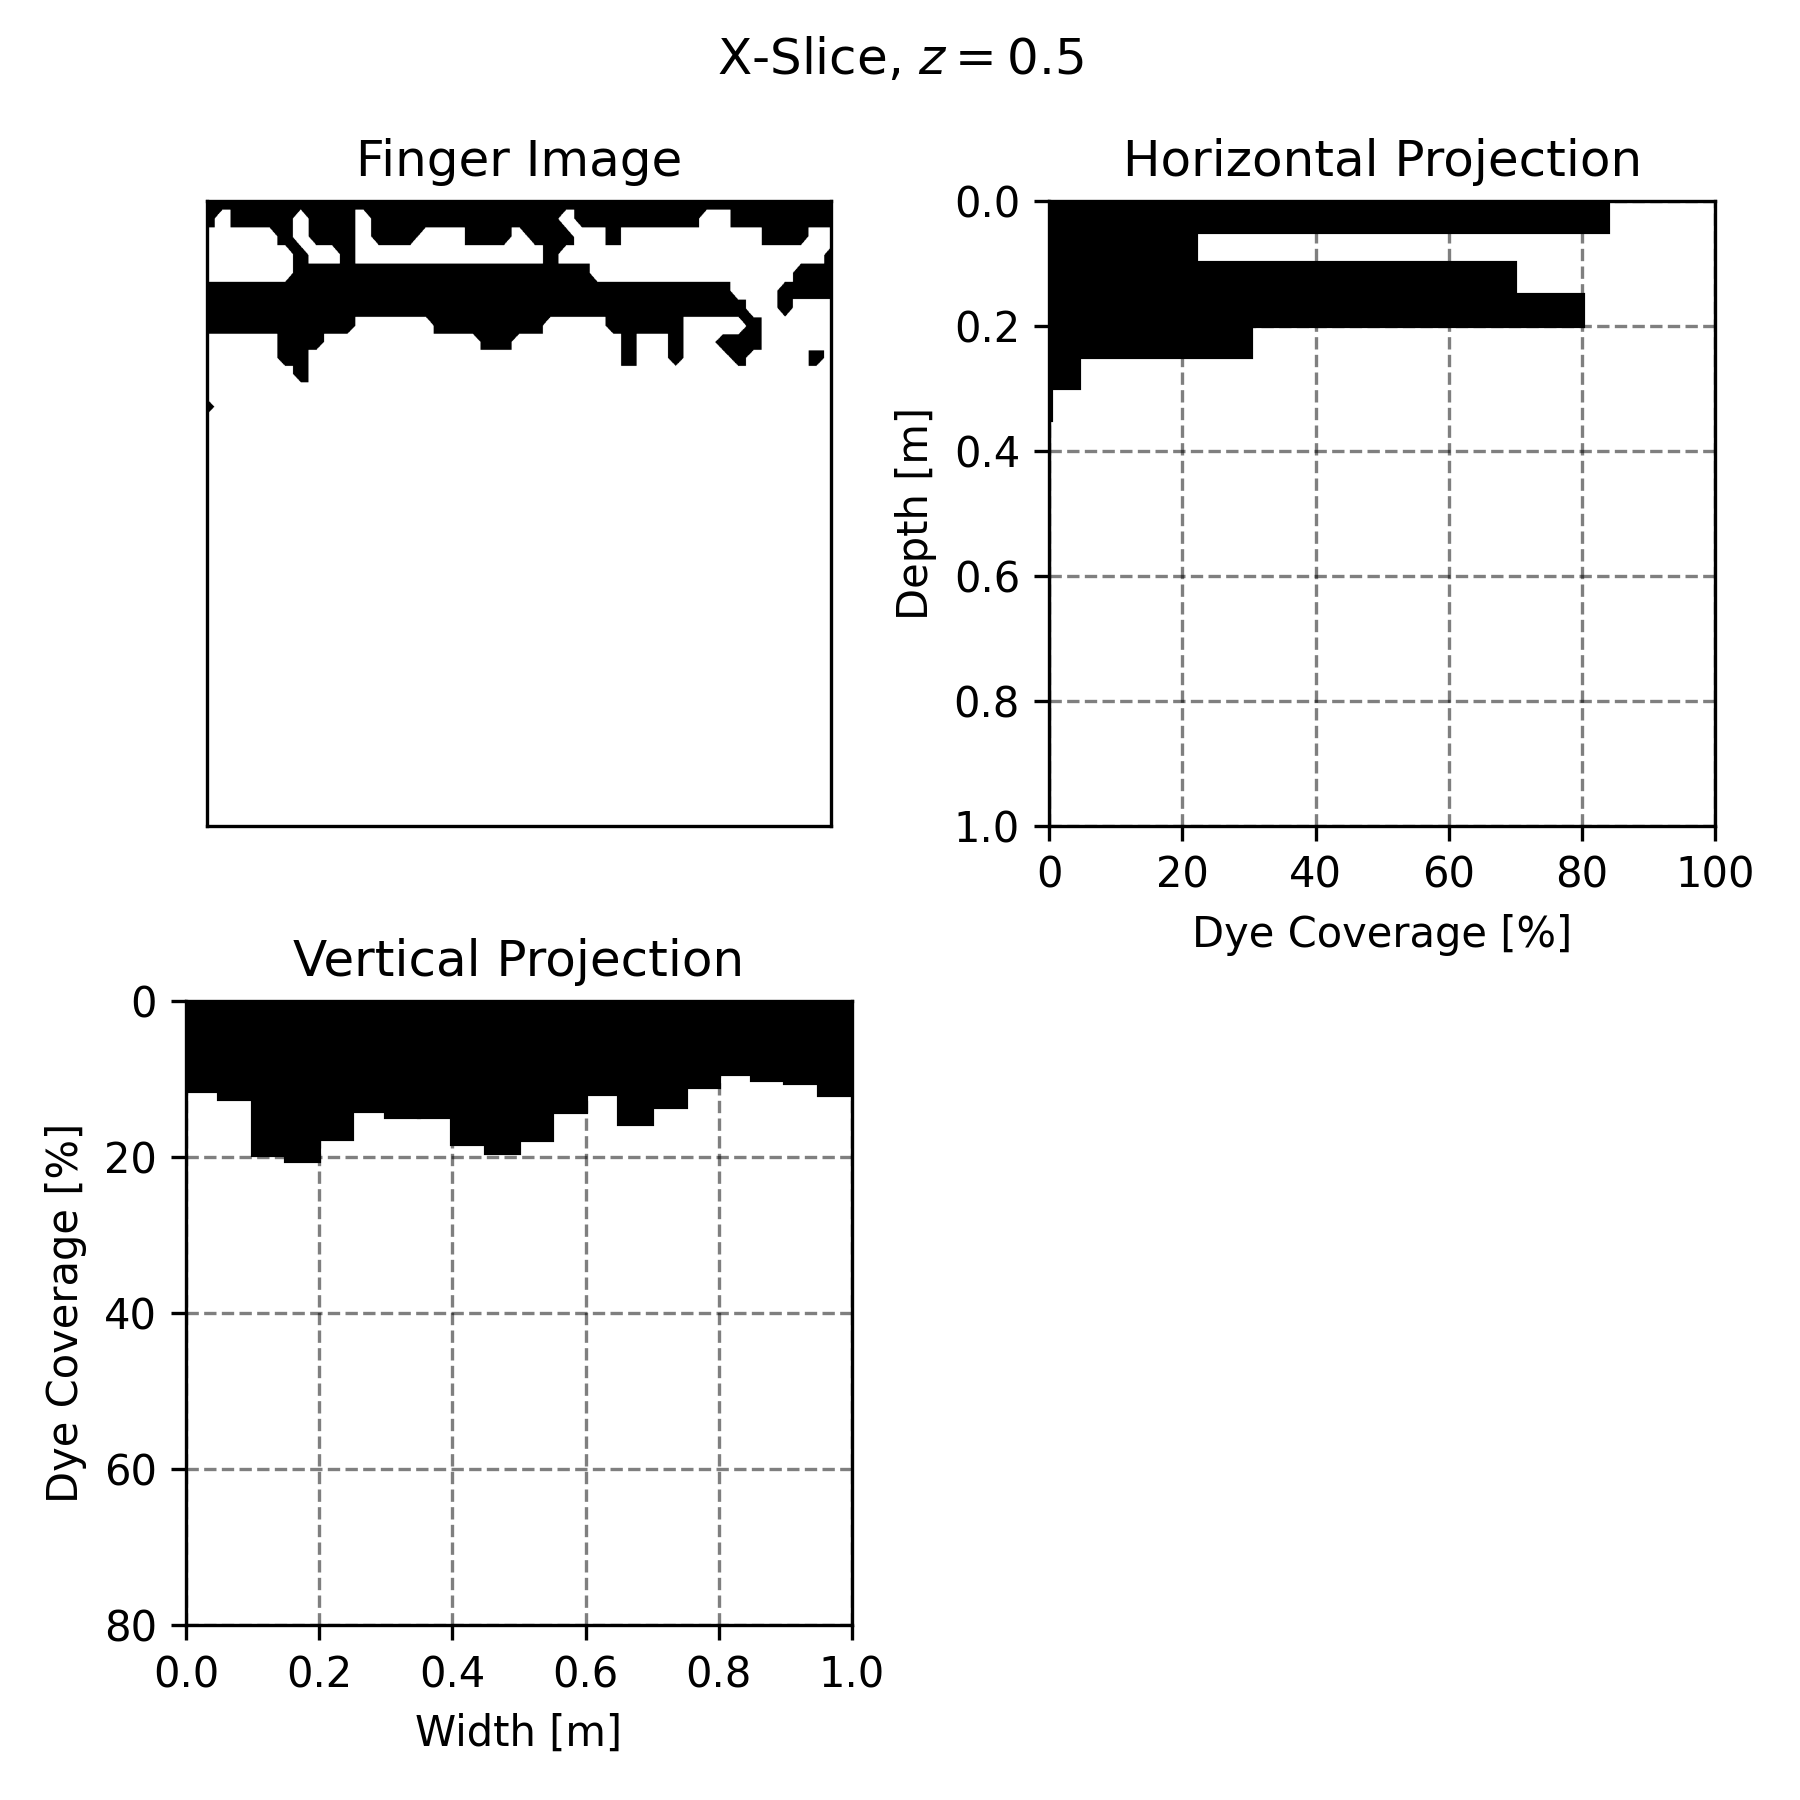 X-Slice, z = 0.5
Finger Image
Horizontal Projection
0.0
0.2
0.4
0.6
0.8
1.0
Depth [m]
0 20 40 60 80 100
Dye Coverage [%]
Vertical Projection
0
20
40
60
80
Dye Coverage [%]
0.0 0.2 0.4 0.6 0.8 1.0
Width [m]